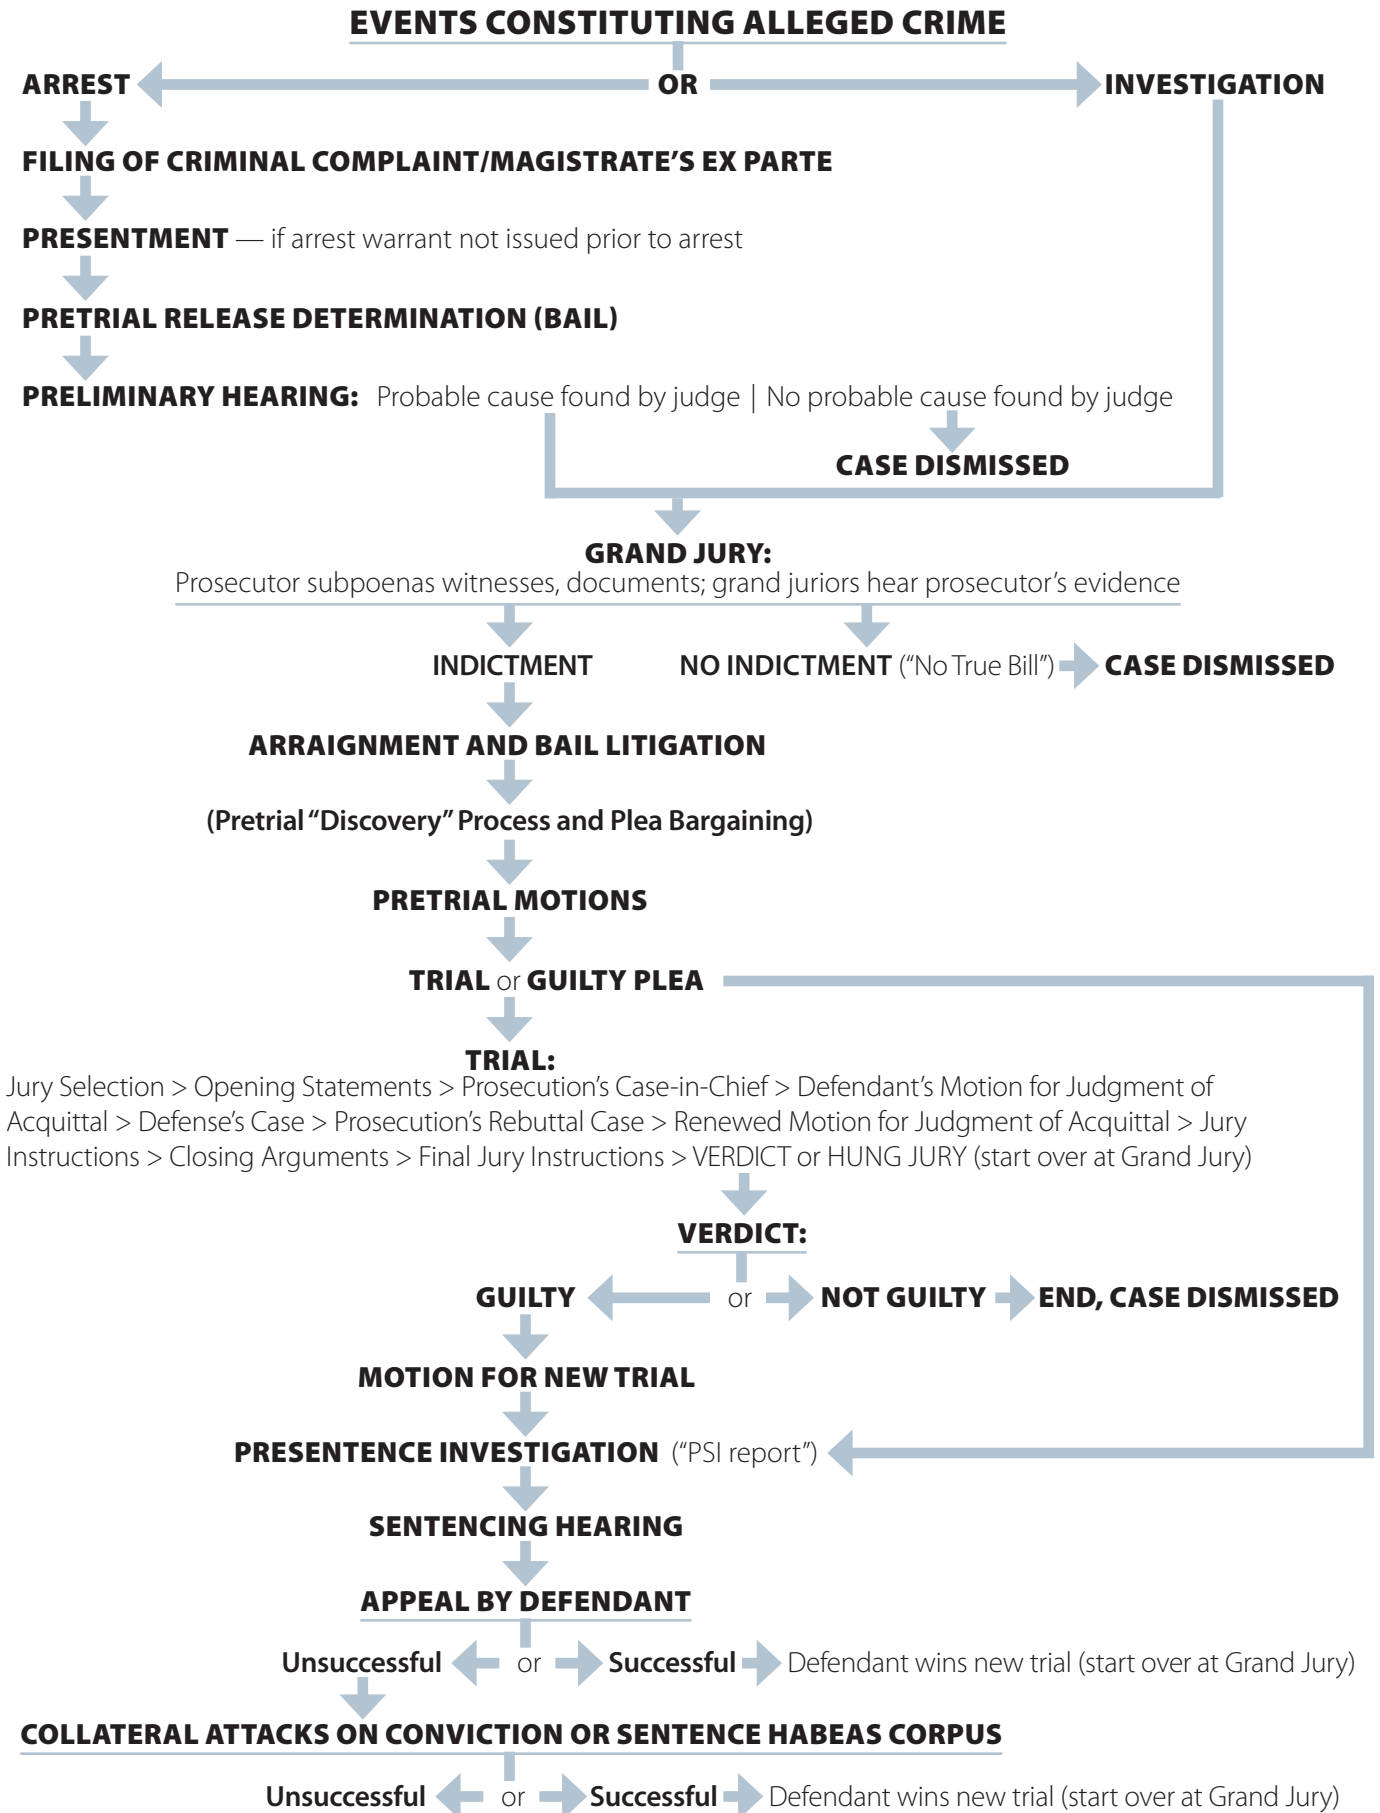 EVENTS CONSTITUTING ALLEGED CRIME
ARREST OR INVESTIGATION
FILING OF CRIMINAL COMPLAINT/MAGISTRATE’S EX PARTE
PRESENTMENT — if arrest warrant not issued prior to arrest
PRETRIAL RELEASE DETERMINATION (BAIL)
PRELIMINARY HEARING: Probable cause found by judge | No probable cause found by judge
CASE DISMISSED
GRAND JURY:
Prosecutor subpoenas witnesses, documents; grand juriors hear prosecutor’s evidence
INDICTMENT NO INDICTMENT (“No True Bill”) CASE DISMISSED
ARRAIGNMENT AND BAIL LITIGATION
(Pretrial “Discovery” Process and Plea Bargaining)
PRETRIAL MOTIONS
TRIAL or GUILTY PLEA
TRIAL:
Jury Selection > Opening Statements > Prosecution’s Case-in-Chief > Defendant’s Motion for Judgment of
Acquittal > Defense’s Case > Prosecution’s Rebuttal Case > Renewed Motion for Judgment of Acquittal > Jury
Instructions > Closing Arguments > Final Jury Instructions > VERDICT or HUNG JURY (start over at Grand Jury)
VERDICT:
GUILTY or NOT GUILTY END, CASE DISMISSED
MOTION FOR NEW TRIAL
PRESENTENCE INVESTIGATION (“PSI report”)
SENTENCING HEARING
APPEAL BY DEFENDANT
Unsuccessful or Successful Defendant wins new trial (start over at Grand Jury)
COLLATERAL ATTACKS ON CONVICTION OR SENTENCE HABEAS CORPUS
Unsuccessful or Successful Defendant wins new trial (start over at Grand Jury)